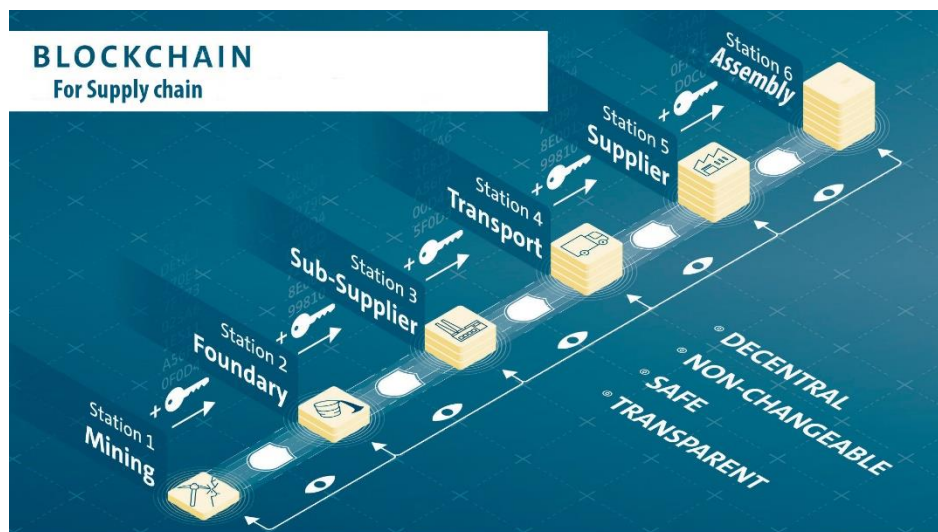 BLOCKCHAIN
For Supply chain
Station 1
Mining
Station 2
Foundary
Station 3
Sub-Supplier
Station 4
Transport
Station 5
Supplier
Station 6
Assembly
DECENTRAL
NON-CHANGEABLE
SAFE
TRANSPARENT